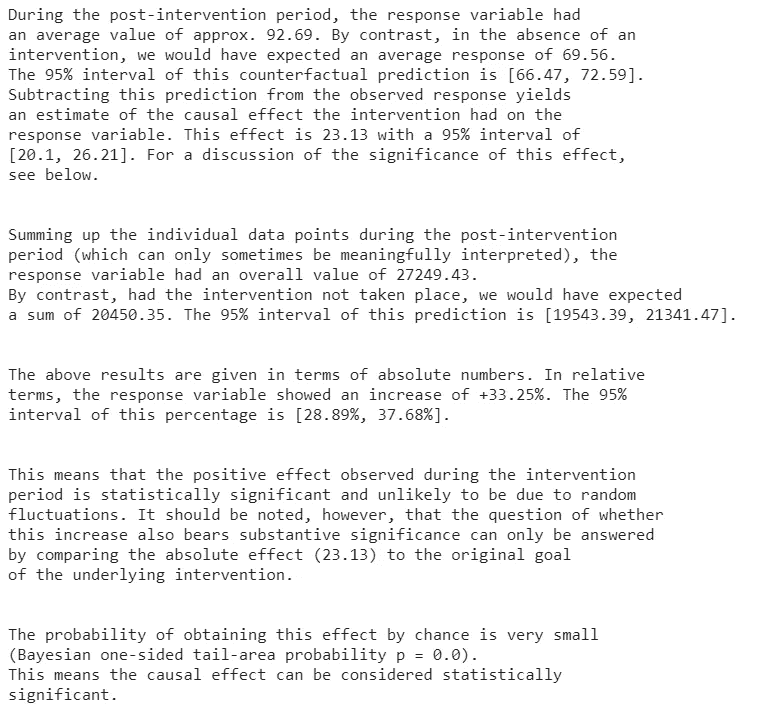 During the post-intervention period, the response variable had
an average value of approx. 92.69. By contrast, in the absence of an
intervention, we would have expected an average response of 69.56.
The 95% interval of this counterfactual prediction is [66.47, 72.59].
Subtracting this prediction from the observed response yields
an estimate of the causal effect the intervention had on the
response variable. This effect is 23.13 with a 95% interval of
[20.1, 26.21]. For a discussion of the significance of this effect,
see below.
Summing up the individual data points during the post-intervention
period (which can only sometimes be meaningfully interpreted), the
response variable had an overall value of 27249.43.
By contrast, had the intervention not taken place, we would have expected
a sum of 20450.35. The 95% interval of this prediction is [19543.39, 21341.47].
The above results are given in terms of absolute numbers. In relative
terms, the response variable showed an increase of +33.25%. The 95%
interval of this percentage is [28.89%, 37.68%].
This means that the positive effect observed during the intervention
period is statistically significant and unlikely to be due to random
fluctuations. It should be noted, however, that the question of whether
this increase also bears substantive significance can only be answered
by comparing the absolute effect (23.13) to the original goal
of the underlying intervention.
The probability of obtaining this effect by chance is very small
(Bayesian one-sided tail-area probability p = 0.0).
This means the causal effect can be considered statistically
significant.